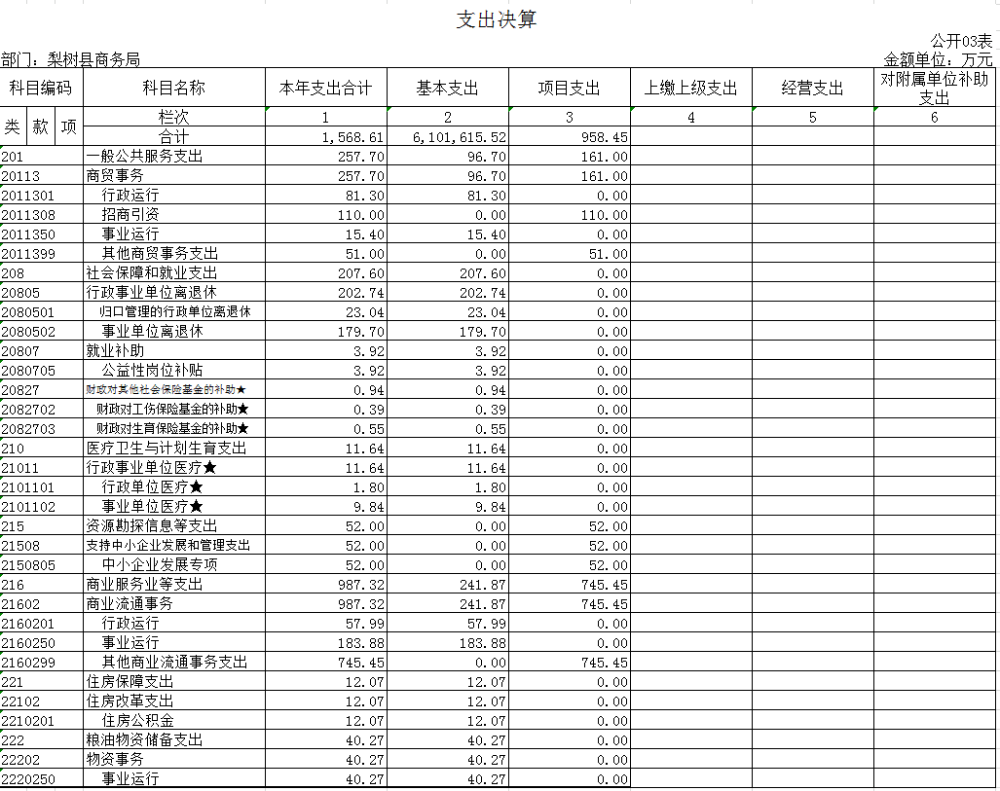 支出决算
公开03表
部门：梨树县商务局 金额单位：万元
科目编码 科目名称 本年支出合计 基本支出 项目支出 上缴上级支出 经营支出 对附属单位补助支出
类 款 项 栏次 1 2 3 4 5 6
合计 1,568.61 6,101,615.52 958.45
201 一般公共服务支出 257.70 96.70 161.00
20113 商贸事务 257.70 96.70 161.00
2011301 行政运行 81.30 81.30 0.00
2011308 招商引资 110.00 0.00 110.00
2011350 事业运行 15.40 15.40 0.00
2011399 其他商贸事务支出 51.00 0.00 51.00
208 社会保障和就业支出 207.60 207.60 0.00
20805 行政事业单位离退休 202.74 202.74 0.00
2080501 归口管理的行政单位离退休 23.04 23.04 0.00
2080502 事业单位离退休 179.70 179.70 0.00
20807 就业补助 3.92 3.92 0.00
2080705 公益性岗位补贴 3.92 3.92 0.00
20827 财政对其他社会保险基金的补助★ 0.94 0.94 0.00
2082702 财政对工伤保险基金的补助★ 0.39 0.39 0.00
2082703 财政对生育保险基金的补助★ 0.55 0.55 0.00
210 医疗卫生与计划生育支出 11.64 11.64 0.00
21011 行政事业单位医疗★ 11.64 11.64 0.00
2101101 行政单位医疗★ 1.80 1.80 0.00
2101102 事业单位医疗★ 9.84 9.84 0.00
215 资源勘探信息等支出 52.00 0.00 52.00
21508 支持中小企业发展和管理支出 52.00 0.00 52.00
2150805 中小企业发展专项 52.00 0.00 52.00
216 商业服务业等支出 987.32 241.87 745.45
21602 商业流通事务 987.32 241.87 745.45
2160201 行政运行 57.99 57.99 0.00
2160250 事业运行 183.88 183.88 0.00
2160299 其他商业流通事务支出 745.45 0.00 745.45
221 住房保障支出 12.07 12.07 0.00
22102 住房改革支出 12.07 12.07 0.00
2210201 住房公积金 12.07 12.07 0.00
222 粮油物资储备支出 40.27 40.27 0.00
22202 物资事务 40.27 40.27 0.00
2220250 事业运行 40.27 40.27 0.00